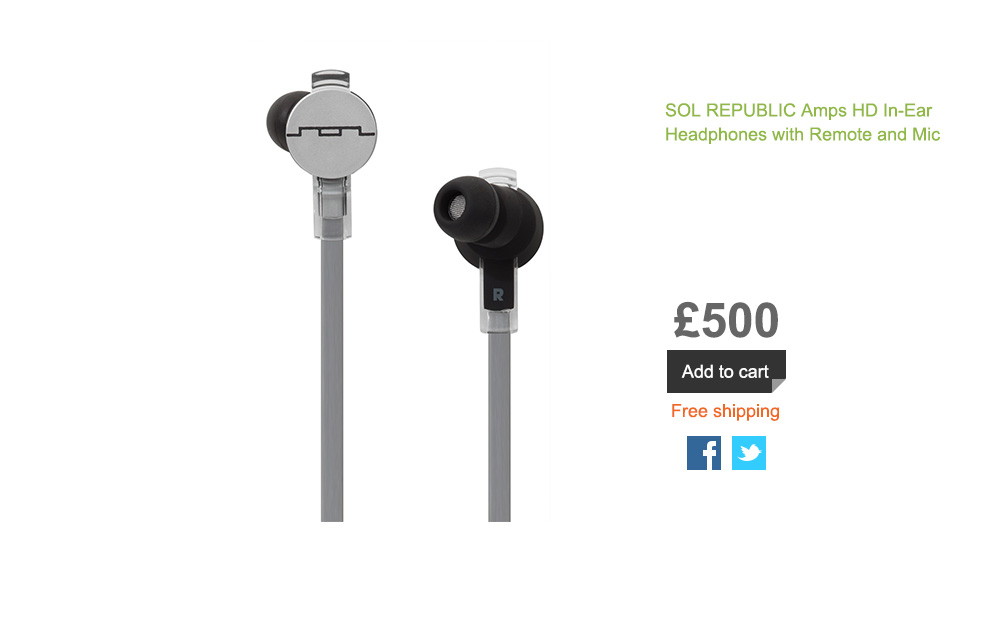 SOL REPUBLIC Amps HD In-Ear
Headphones with Remote and Mic
R
£500
Add to cart
Free shipping